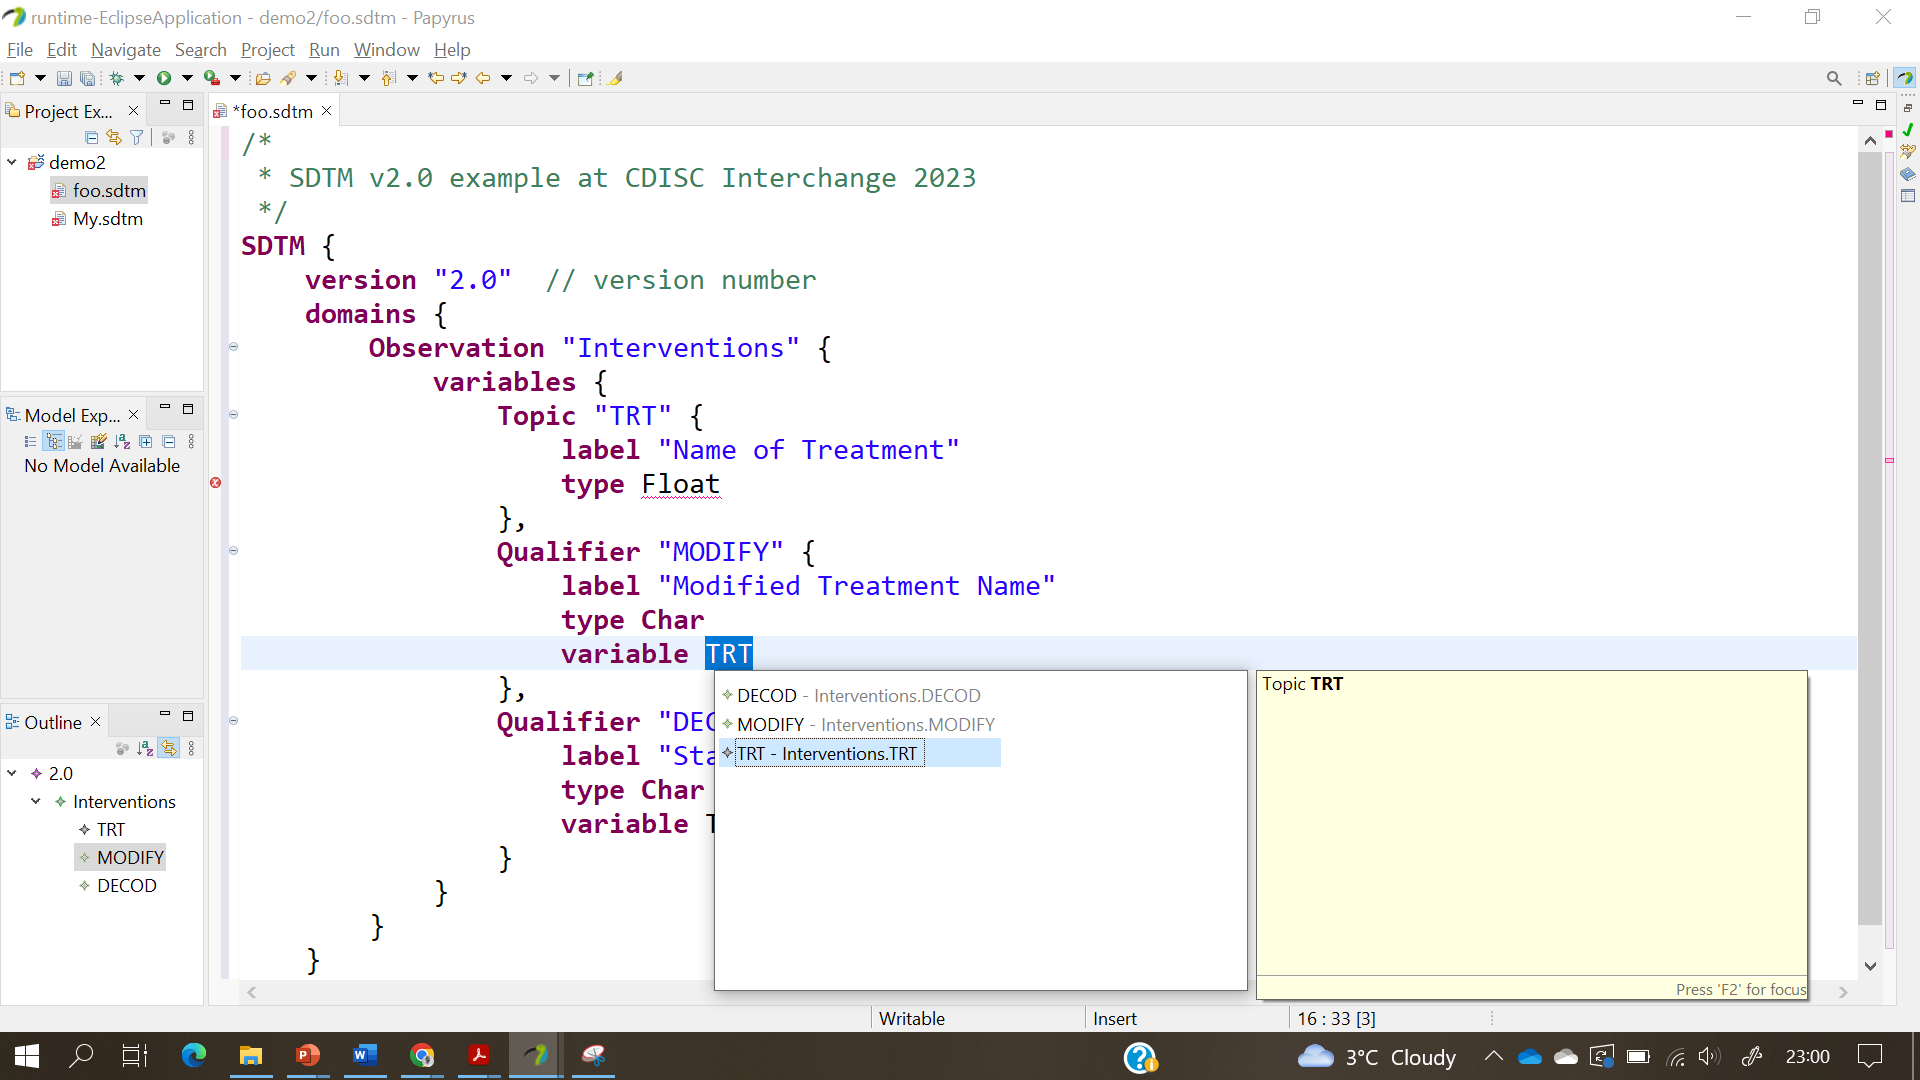 runtime-EclipseApplication - demo2/foo.sdtm - Papyrus
File Edit Navigate Search Project Run Window Help
Project Ex...
*foo.sdtm
demo2
foo.sdtm
My.sdtm
/*
* SDTM v2.0 example at CDISC Interchange 2023
*/
SDTM {
version "2.0" // version number
domains {
Observation "Interventions" {
variables {
Topic "TRT" {
label "Name of Treatment"
type Float
},
Qualifier "MODIFY" {
label "Modified Treatment Name"
type Char
variable TRT
},
Qualifier "DEC
label "Sta
type Char
variable T
}
}
}
}
DECOD - Interventions.DECOD
MODIFY - Interventions.MODIFY
TRT - Interventions.TRT
Topic TRT
Press 'F2' for focus
Model Exp...
No Model Available
Outline
2.0
Interventions
TRT
MODIFY
DECOD
Writable
Insert
16 : 33 [3]
3°C Cloudy
23:00